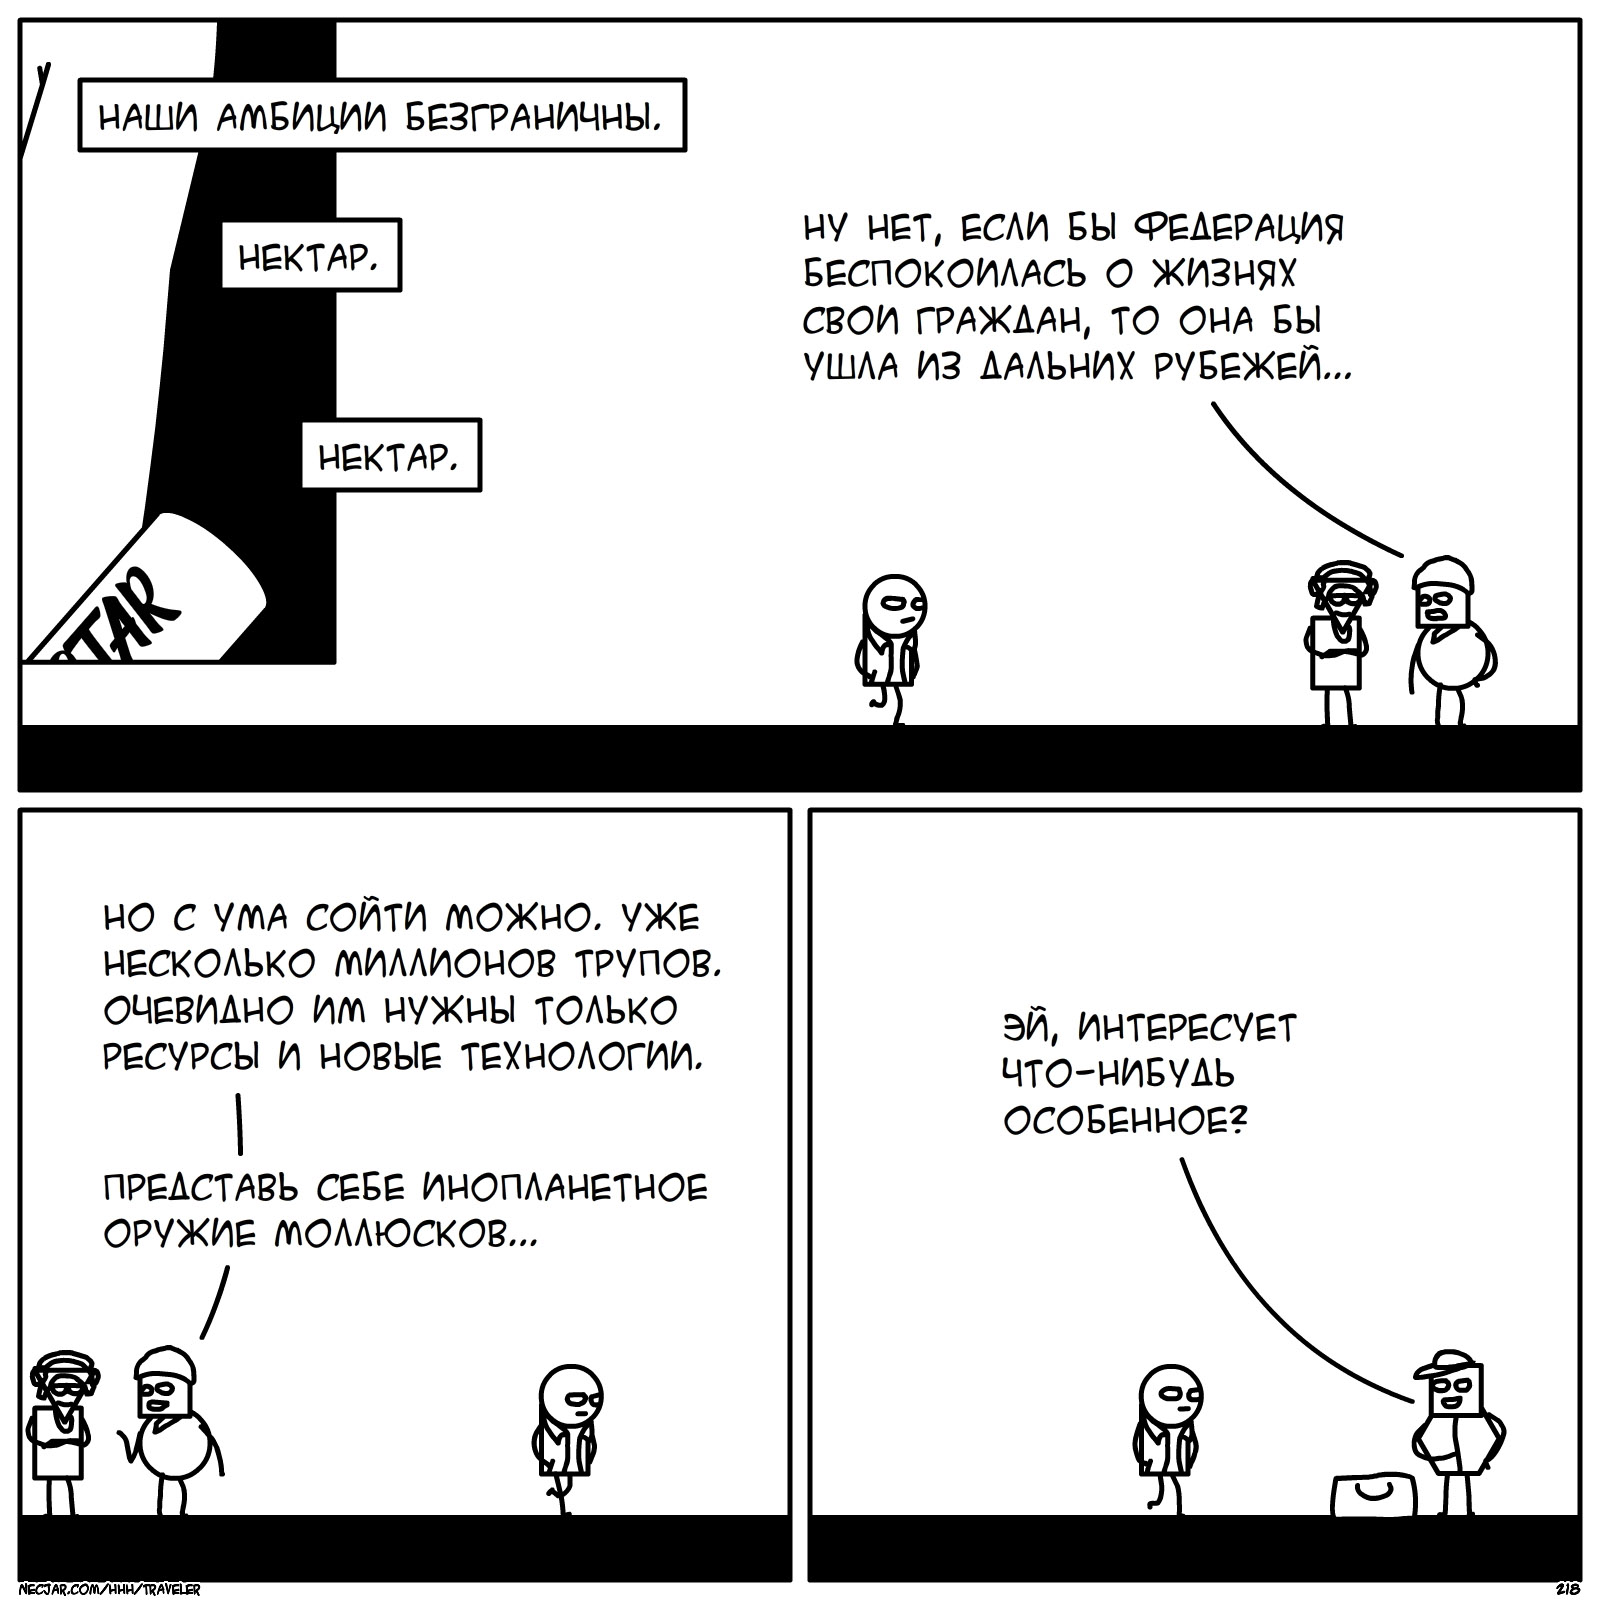 НАШИ АМБИЦИИ БЕЗГРАНИЧНЫ.
НЕКТАР.
НЕКТАР.
TAR
НУ НЕТ, ЕСЛИ БЫ ФЕДЕРАЦИЯ
БЕСПОКОИЛАСЬ О ЖИЗНЯХ
СВОИ ГРАЖДАН, ТО ОНА БЫ
УШЛА ИЗ ДАЛЬНИХ РУБЕЖЕЙ...
НО С УМА СОЙТИ МОЖНО. УЖЕ
НЕСКОЛЬКО МИЛЛИОНОВ ТРУПОВ.
ОЧЕВИДНО ИМ НУЖНЫ ТОЛЬКО
РЕСУРСЫ И НОВЫЕ ТЕХНОЛОГИИ.
ПРЕДСТАВЬ СЕБЕ ИНОПЛАНЕТНОЕ
ОРУЖИЕ МОЛЛЮСКОВ...
ЭЙ, ИНТЕРЕСУЕТ
ЧТО-НИБУДЬ
ОСОБЕННОЕ?
NECJAR.COM/HHH/TRAVELER
218